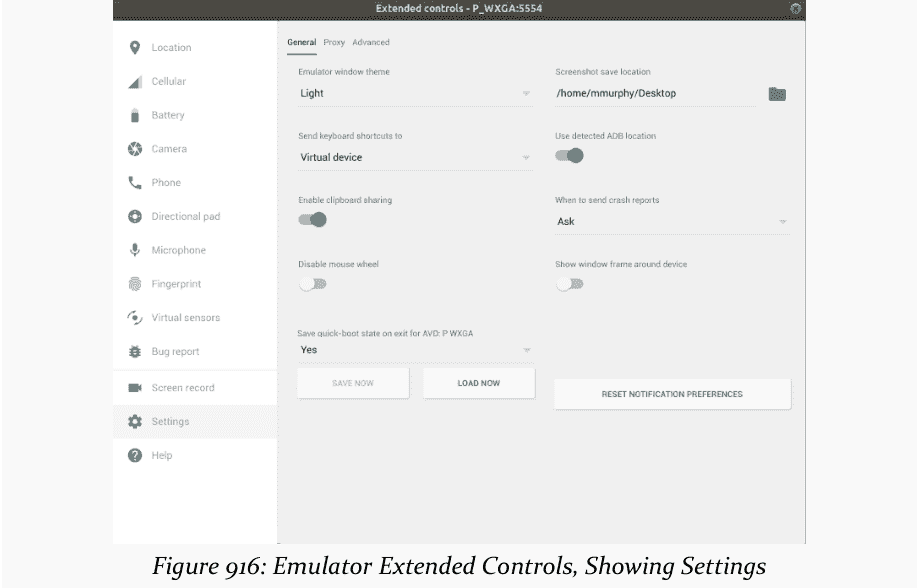 Extended controls - P_WXGA:5554
Location
Cellular
Battery
Camera
Phone
Directional pad
Microphone
Fingerprint
Virtual sensors
Bug report
Screen record
Settings
Help
General Proxy Advanced
Emulator window theme
Light
Screenshot save location
/home/mmurphy/Desktop
Send keyboard shortcuts to
Virtual device
Use detected ADB location
Enable clipboard sharing
When to send crash reports
Ask
Disable mouse wheel
Show window frame around device
Save quick-boot state on exit for AVD: P WXGA
Yes
SAVE NOW
LOAD NOW
RESET NOTIFICATION PREFERENCES
Figure 916: Emulator Extended Controls, Showing Settings